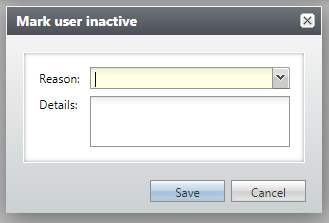 Mark user inactive
Reason:
Details:
Save Cancel